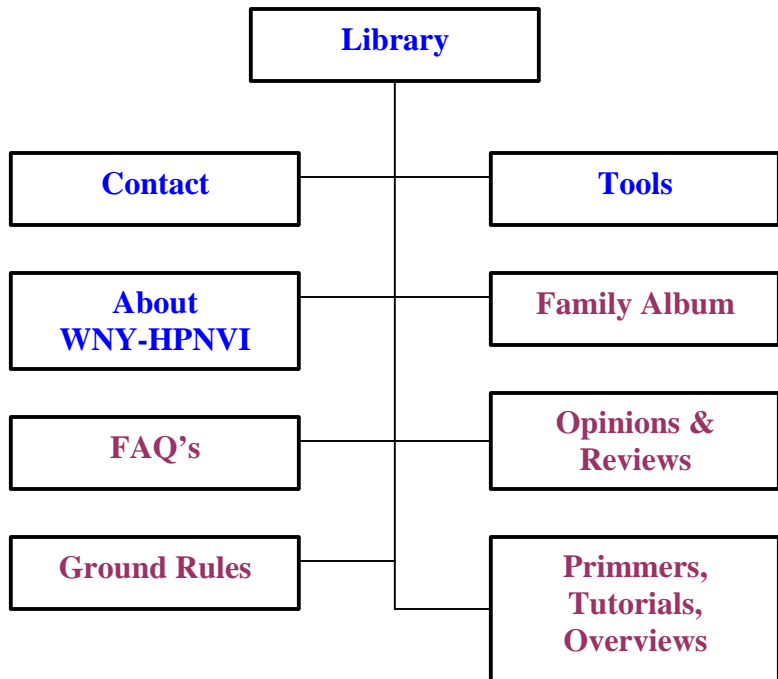 Library
Contact
Tools
About
WNY-HPNVI
Family Album
FAQ’s
Opinions &
Reviews
Ground Rules
Primmers,
Tutorials,
Overviews